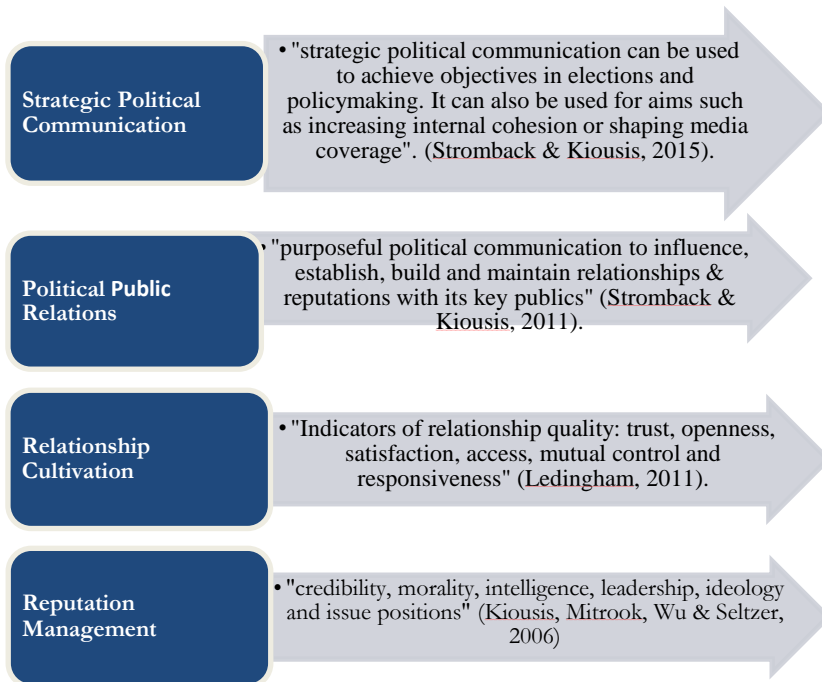 Strategic Political
Communication
• "strategic political communication can be used
to achieve objectives in elections and
policymaking. It can also be used for aims such
as increasing internal cohesion or shaping media
coverage". (Stromback & Kiousis, 2015).
Political Public
Relations
• "purposeful political communication to influence,
establish, build and maintain relationships &
reputations with its key publics" (Stromback &
Kiousis, 2011).
Relationship
Cultivation
• "Indicators of relationship quality: trust, openness,
satisfaction, access, mutual control and
responsiveness" (Ledingham, 2011).
Reputation
Management
• "credibility, morality, intelligence, leadership, ideology
and issue positions" (Kiousis, Mitrook, Wu & Seltzer,
2006)